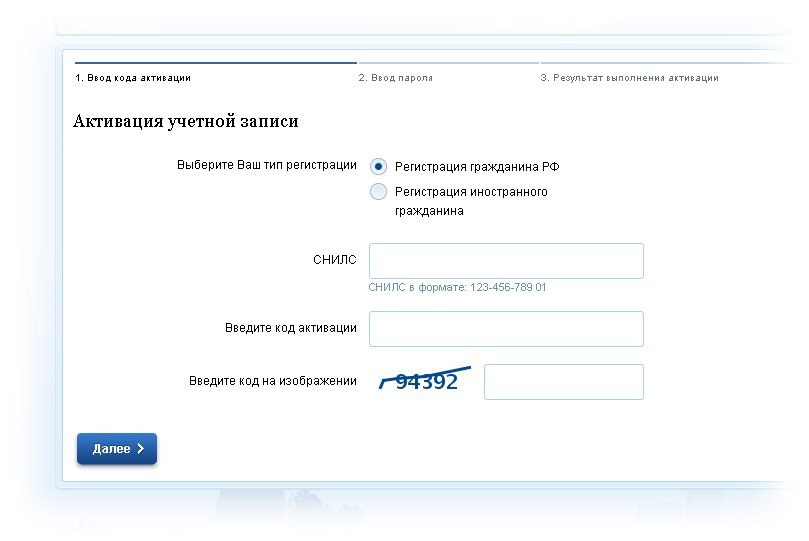 1. Ввод кода активации
2. Ввод пароля
3. Результат выполнения активации
Активация учетной записи
Выберите Ваш тип регистрации
Регистрация гражданина РФ
Регистрация иностранного
гражданина
СНИЛС
СНИЛС в формате: 123-456-789 01
Введите код активации
Введите код на изображении
94392
Далее